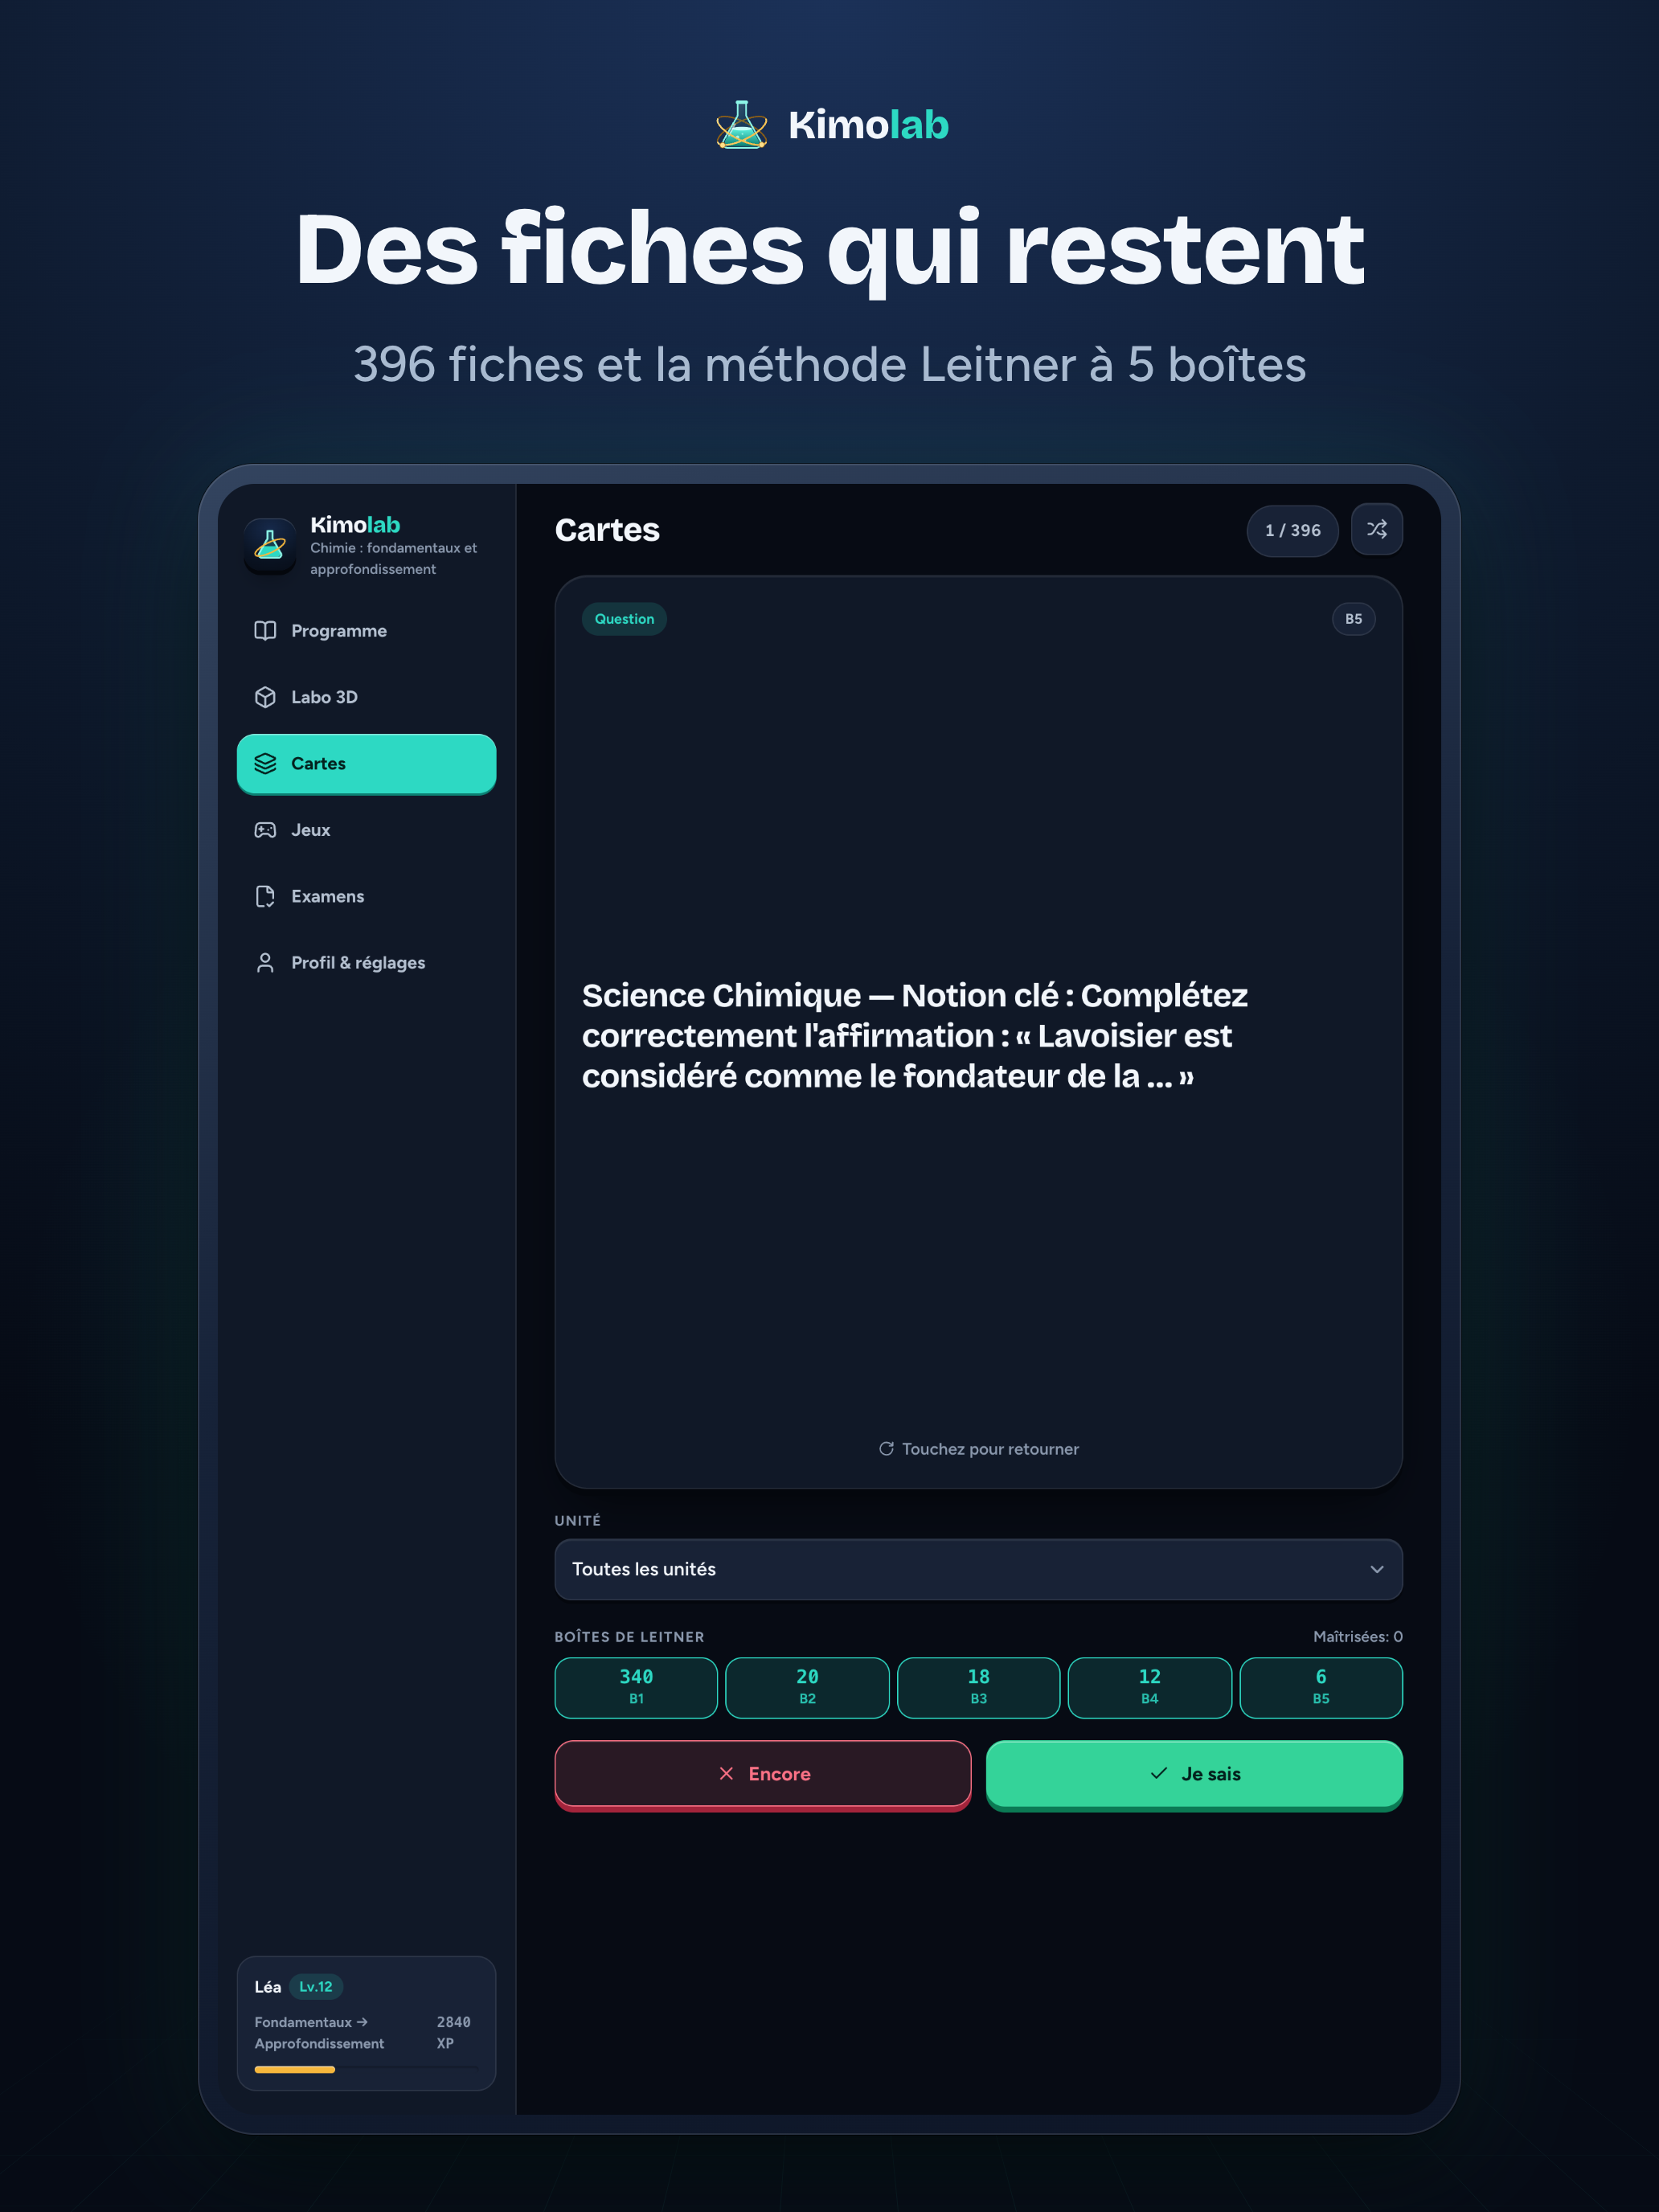 Kimolab
Des fiches qui restent
396 fiches et la méthode Leitner à 5 boîtes
Kimolab
Chimie : fondamentaux et
approfondissement
Programme
Labo 3D
Cartes
Jeux
Examens
Profil & réglages
Léa Lv.12
Fondamentaux → 2840
Approfondissement XP
Cartes
1 / 396
Question
B5
Science Chimique — Notion clé : Complétez
correctement l'affirmation : « Lavoisier est
considéré comme le fondateur de la ... »
Touchez pour retourner
UNITÉ
Toutes les unités
BOÎTES DE LEITNER
Maîtrisées: 0
340 20 18 12 6
B1 B2 B3 B4 B5
Encore
Je sais